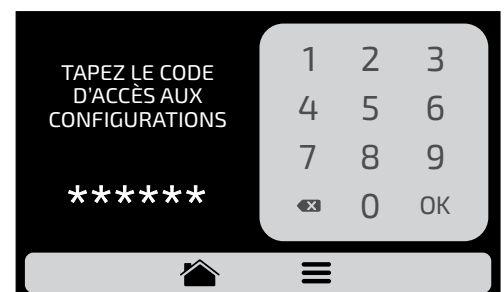 TAPEZ LE CODE
D'ACCÈS AUX
CONFIGURATIONS
******
1 2 3
4 5 6
7 8 9
0 OK